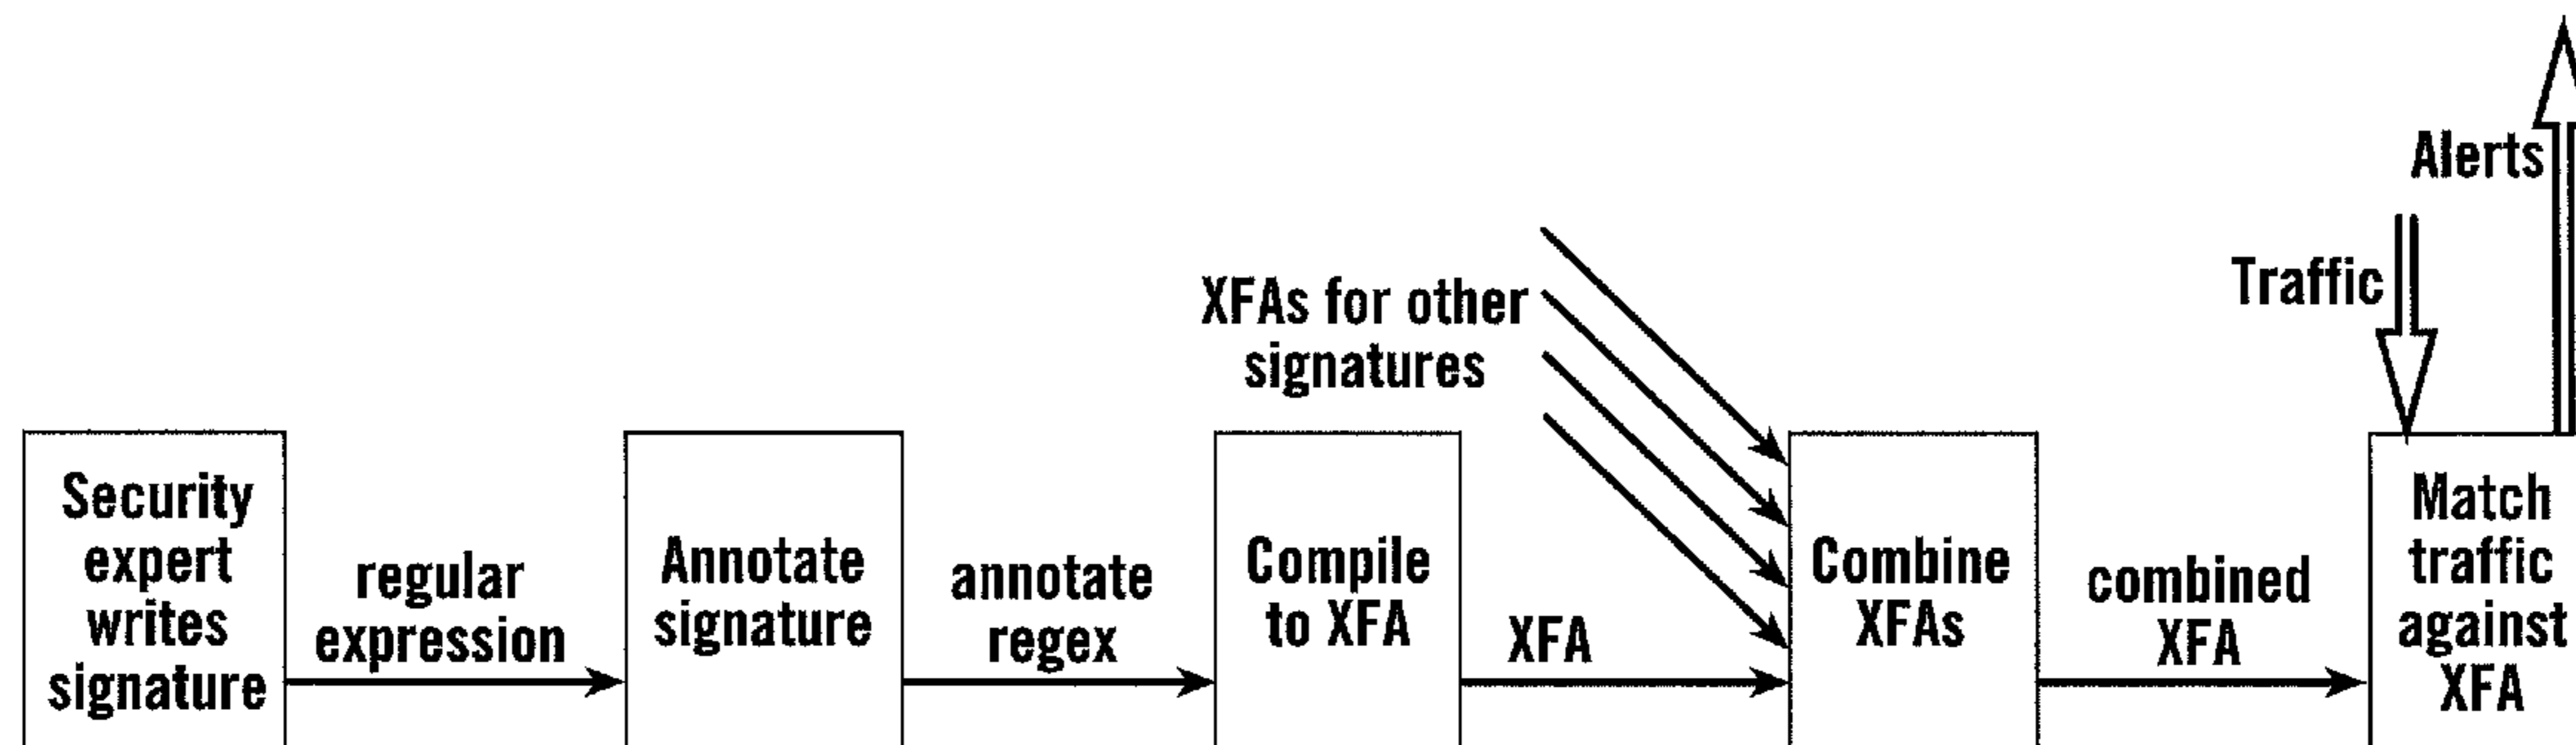 Alerts
Traffic
XFAs for other
signatures
Security
expert
writes
signature
regular
expression
Annotate
signature
annotate
regex
Compile
to XFA
XFA
Combine
XFAs
combined
XFA
Match
traffic
against
XFA